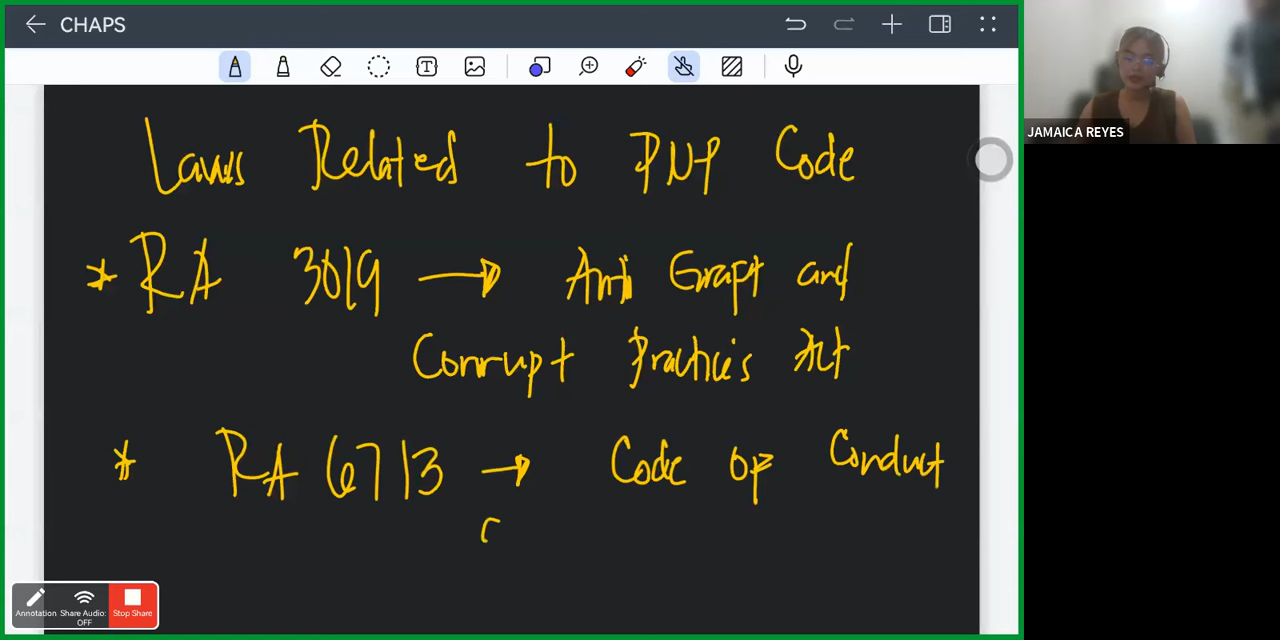 CHAPS
JAMAICA REYES
Laws Related to PNP Code
* RA 3019 → Anti Grapt and
Corrupt Practices Act
* RA 6713 → Code of Conduct
Annotation
Share Audio: OFF
Stop Share